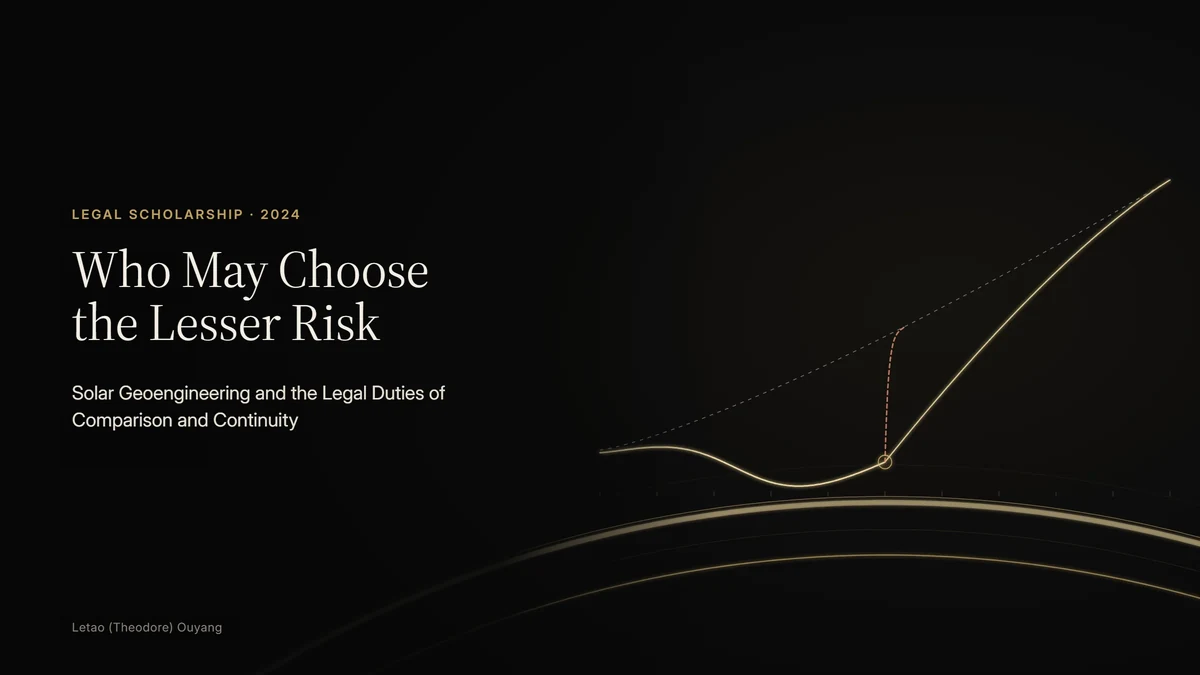 LEGAL SCHOLARSHIP · 2024
Who May Choose
the Lesser Risk
Solar Geoengineering and the Legal Duties of
Comparison and Continuity
Letao (Theodore) Ouyang